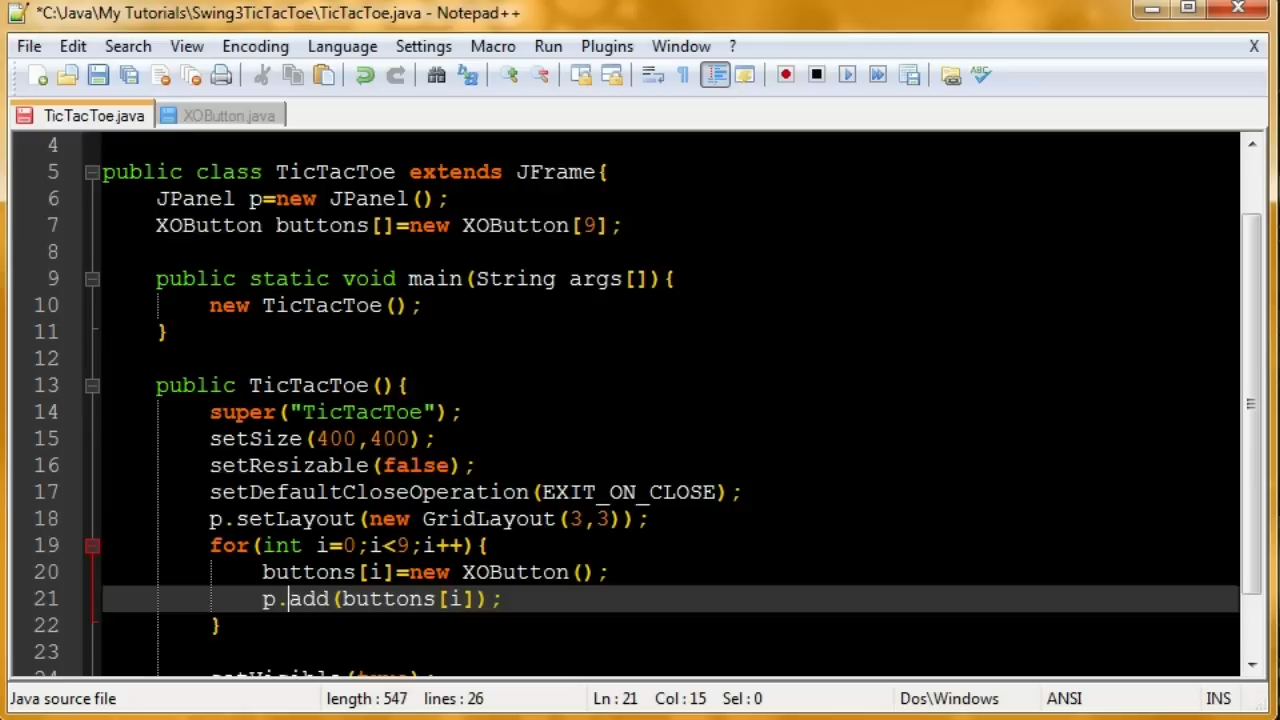 *C:\Java\My Tutorials\Swing3TicTacToe\TicTacToe.java - Notepad++
File Edit Search View Encoding Language Settings Macro Run Plugins Window ? X
TicTacToe.java XOButton.java
4
5 public class TicTacToe extends JFrame{
6 JPanel p=new JPanel();
7 XOButton buttons[]=new XOButton[9];
8
9 public static void main(String args[]){
10 new TicTacToe();
11 }
12
13 public TicTacToe(){
14 super("TicTacToe");
15 setSize(400,400);
16 setResizable(false);
17 setDefaultCloseOperation(EXIT_ON_CLOSE);
18 p.setLayout(new GridLayout(3,3));
19 for(int i=0;i<9;i++){
20 buttons[i]=new XOButton();
21 p.add(buttons[i]);
22 }
23
24 setVisible(true);
Java source file length : 547 lines : 26 Ln : 21 Col : 15 Sel : 0 Dos\Windows ANSI INS